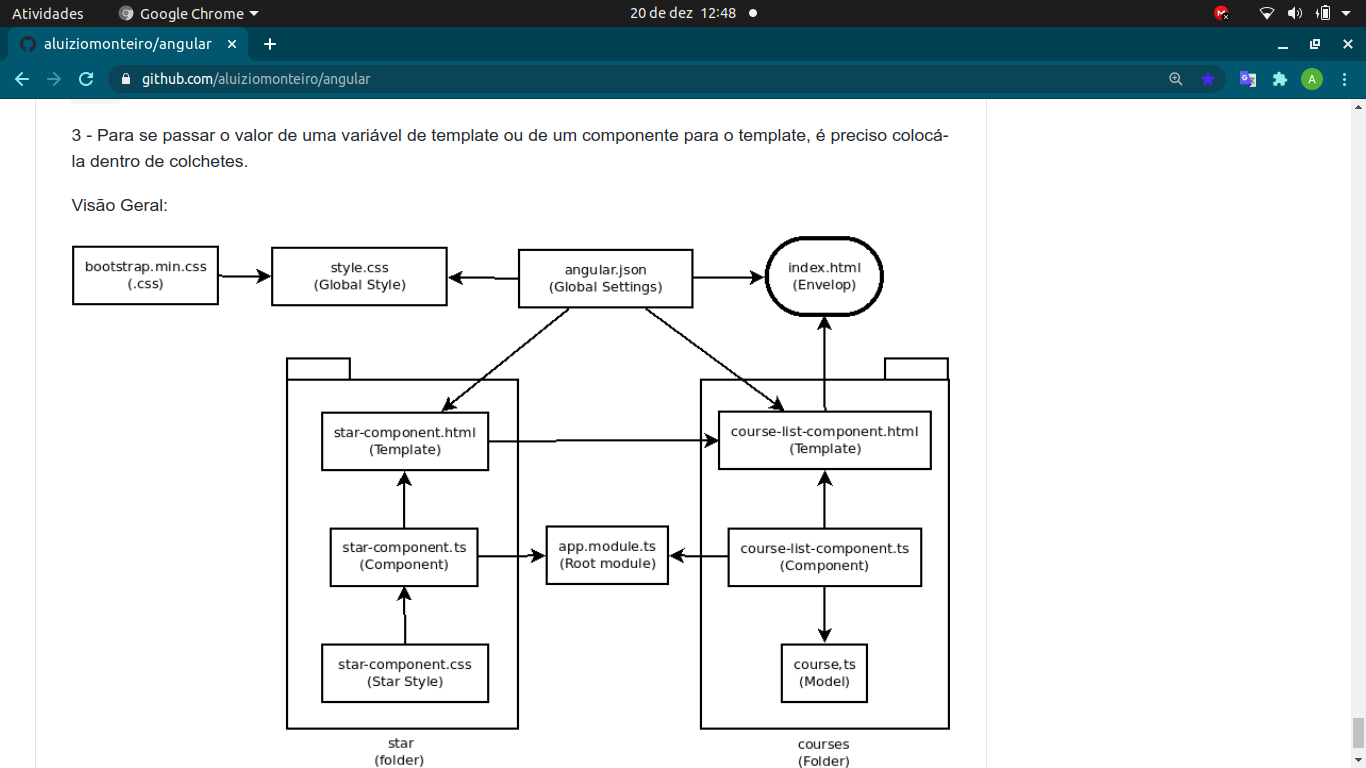 Atividades
Google Chrome
20 de dez 12:48
aluiziomonteiro/angular
github.com/aluiziomonteiro/angular
A
3 - Para se passar o valor de uma variável de template ou de um componente para o template, é preciso colocá-
la dentro de colchetes.
Visão Geral:
bootstrap.min.css
(.css)
style.css
(Global Style)
angular.json
(Global Settings)
index.html
(Envelop)
star-component.html
(Template)
course-list-component.html
(Template)
star-component.ts
(Component)
app.module.ts
(Root module)
course-list-component.ts
(Component)
star-component.css
(Star Style)
course,ts
(Model)
star
(folder)
courses
(Folder)